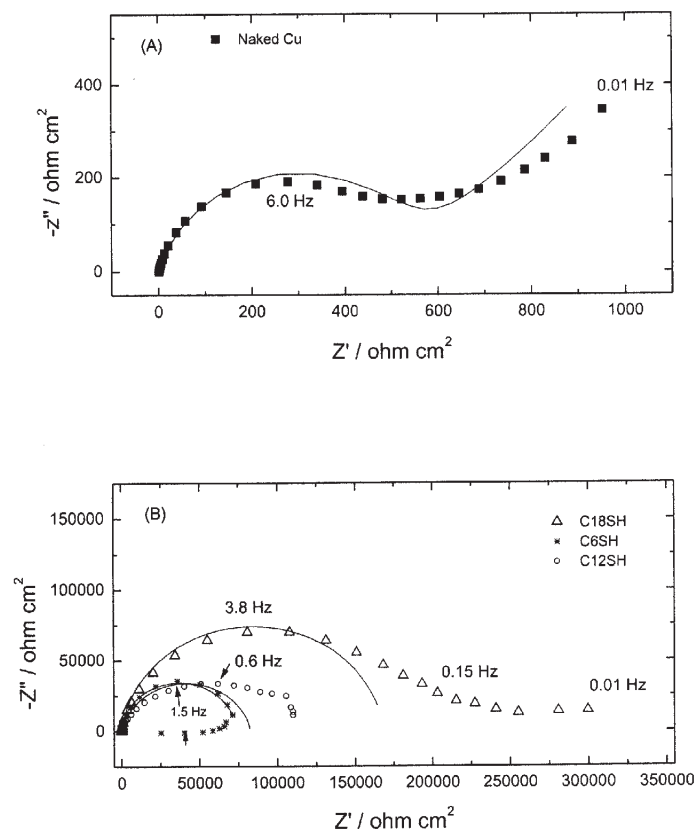 (A)
Naked Cu
0.01 Hz
6.0 Hz
400
200
0
-Z" / ohm cm²
0 200 400 600 800 1000
Z' / ohm cm²
(B)
C18SH
C6SH
C12SH
3.8 Hz
0.6 Hz
1.5 Hz
0.15 Hz
0.01 Hz
150000
100000
50000
0
-Z" / ohm cm²
0 50000 100000 150000 200000 250000 300000 350000
Z' / ohm cm²